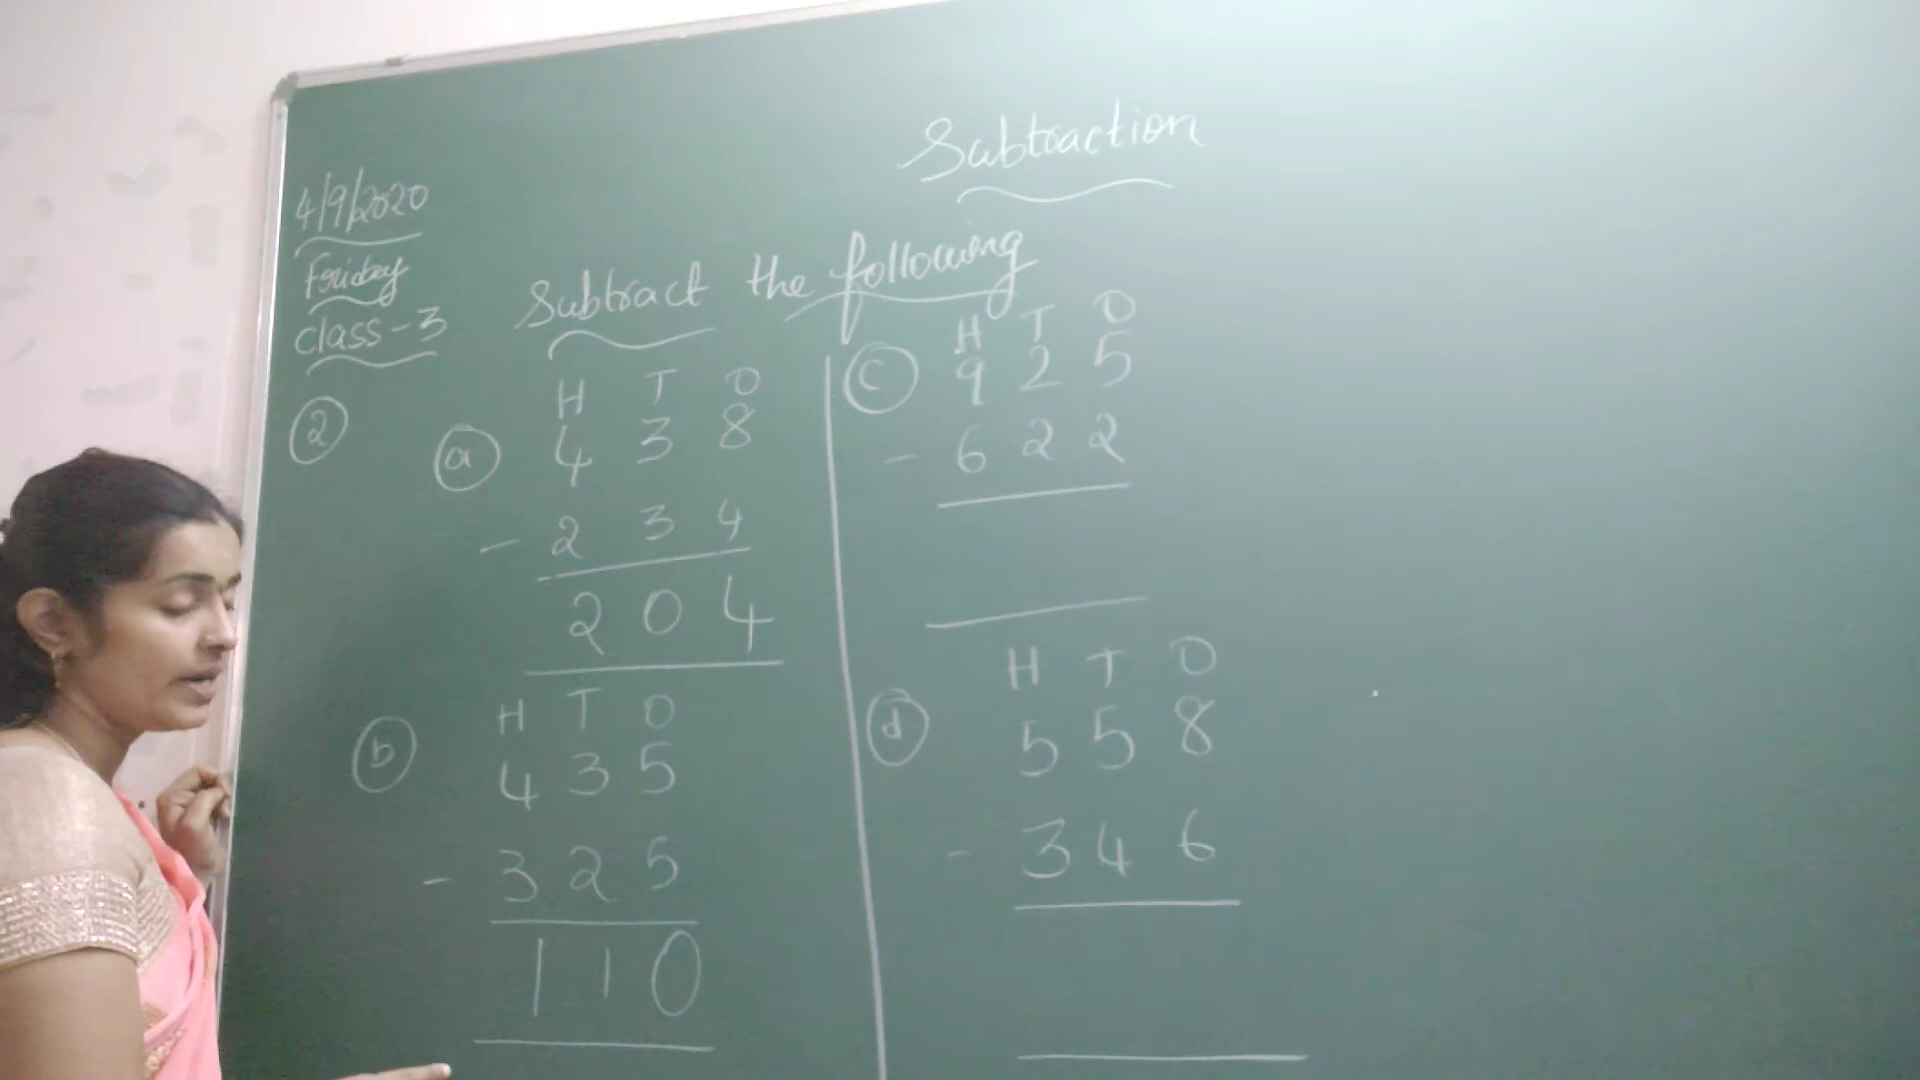 Subtraction
4/9/2020
Friday
Class-3
Subtract the following
2
a
H T O
4 3 8
- 2 3 4
2 0 4
b
H T O
4 3 5
- 3 2 5
1 1 0
c
H T O
9 2 5
- 6 2 2
d
H T O
5 5 8
- 3 4 6